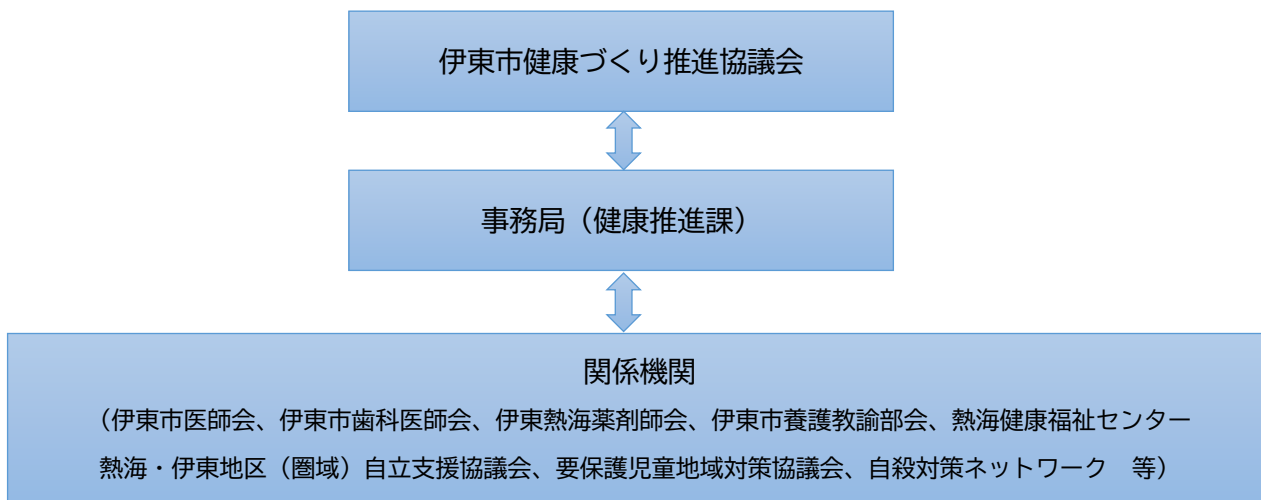 伊東市健康づくり推進協議会
事務局（健康推進課）
関係機関
（伊東市医師会、伊東市歯科医師会、伊東熱海薬剤師会、伊東市養護教諭部会、熱海健康福祉センター
熱海・伊東地区（圏域）自立支援協議会、要保護児童地域対策協議会、自殺対策ネットワーク　等）